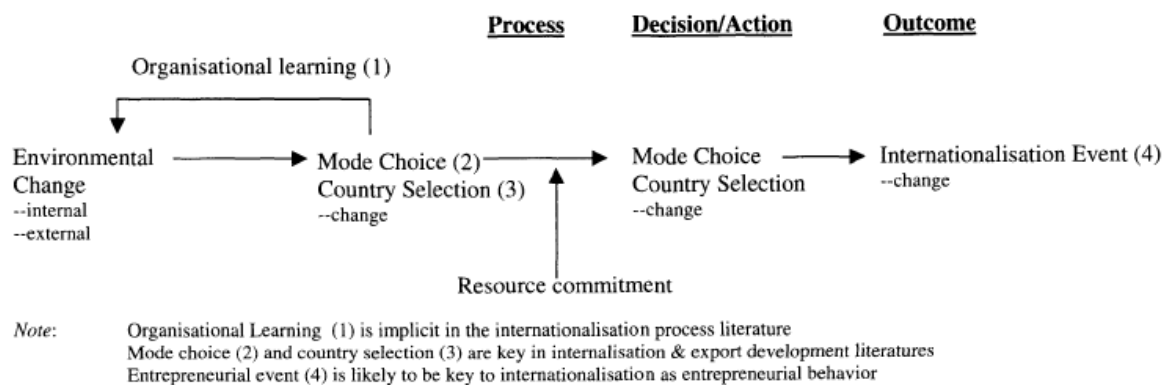 Process Decision/Action Outcome
Organisational learning (1)
Environmental
Change
--internal
--external
Mode Choice (2)
Country Selection (3)
--change
Mode Choice
Country Selection
--change
Internationalisation Event (4)
--change
Resource commitment
Note: Organisational Learning (1) is implicit in the internationalisation process literature
Mode choice (2) and country selection (3) are key in internalisation & export development literatures
Entrepreneurial event (4) is likely to be key to internationalisation as entrepreneurial behavior